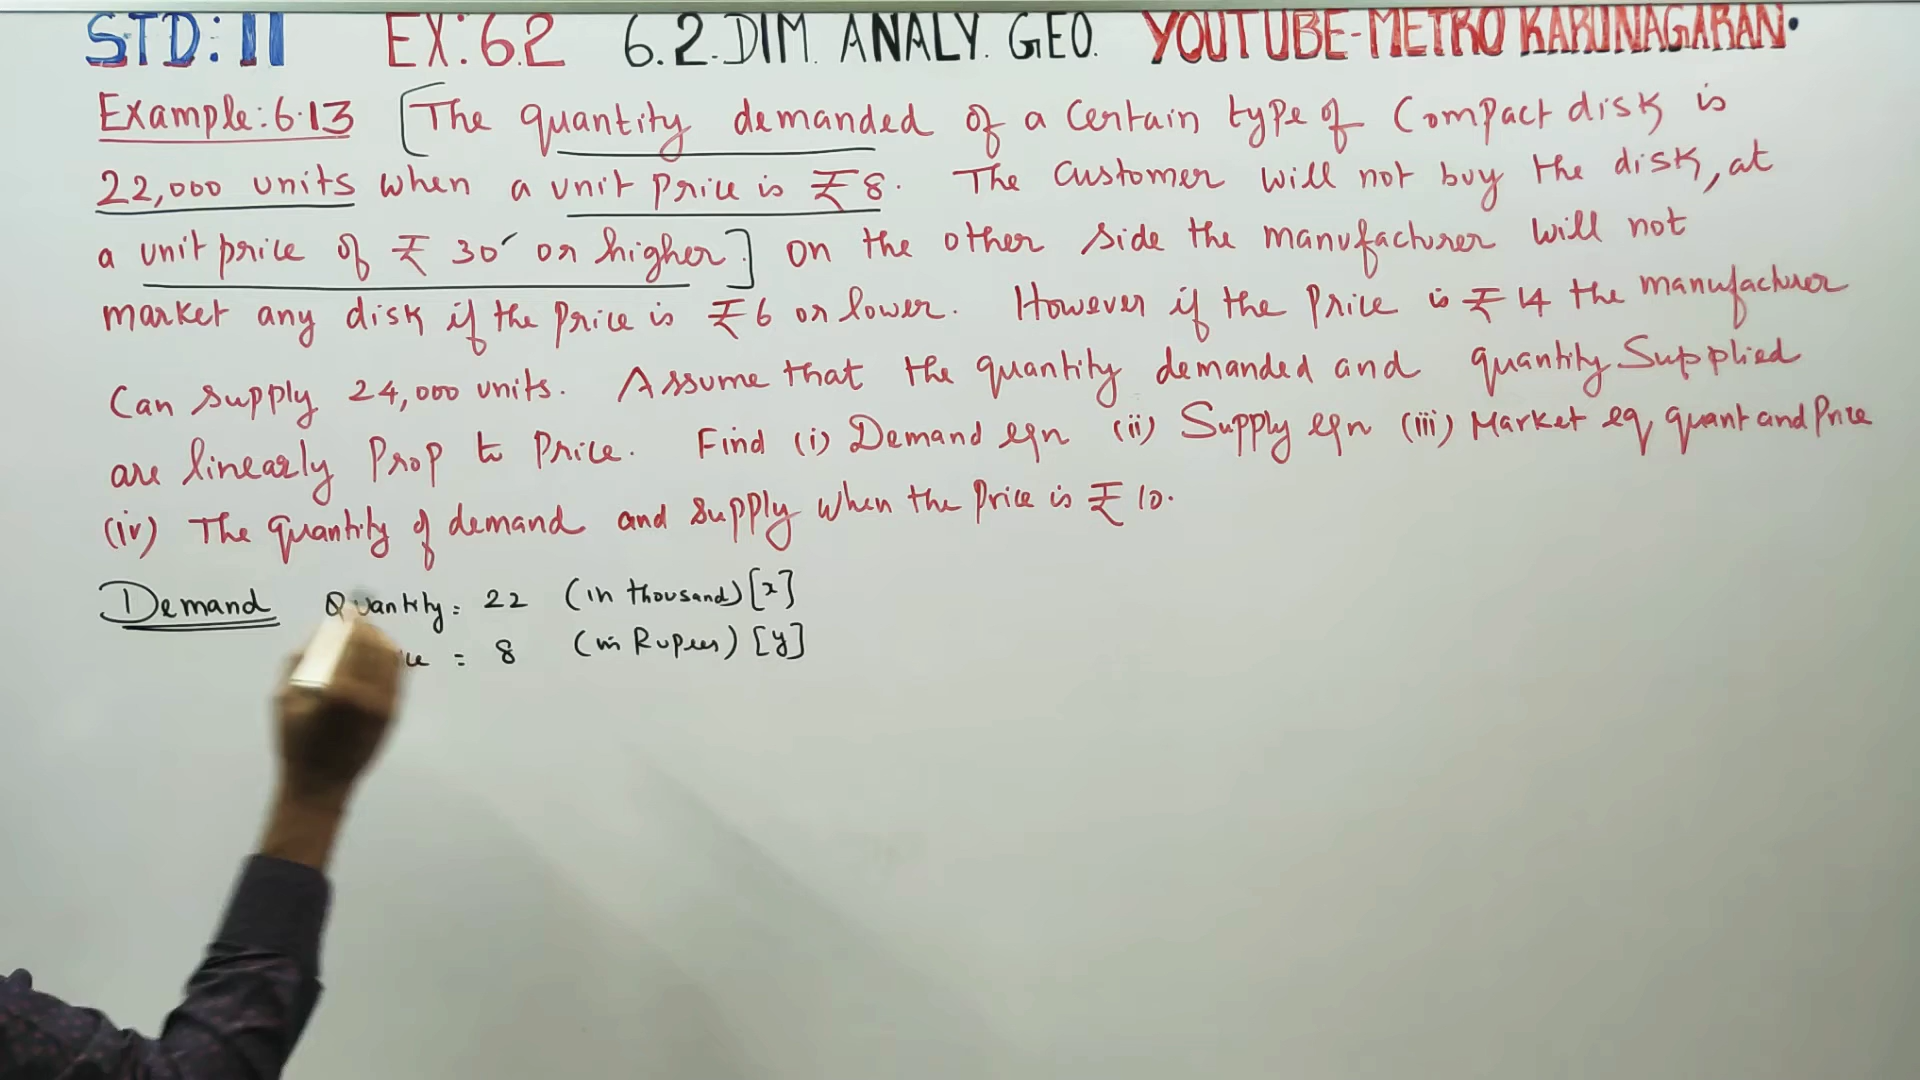 STD: 11 EX: 6.2 6.2. DIM. ANALY. GEO. YOUTUBE-METRO KARUNAGARAN.
Example: 6.13 [The quantity demanded of a certain type of Compact disk is
22,000 units when a unit price is ₹ 8. The customer will not buy the disk, at
a unit price of ₹ 30 or higher.] on the other side the manufacturer will not
market any disk if the price is ₹ 6 or lower. However if the Price is ₹ 14 the manufacturer
Can supply 24,000 units. Assume that the quantity demanded and quantity Supplied
are linearly Prop to Price. Find (i) Demand eqn (ii) Supply eqn (iii) Market eq quant and Price
(iv) The quantity of demand and supply when the Price is ₹ 10.
Demand Quantity = 22 (in thousand) [x]
= 8 (in Rupees) [y]